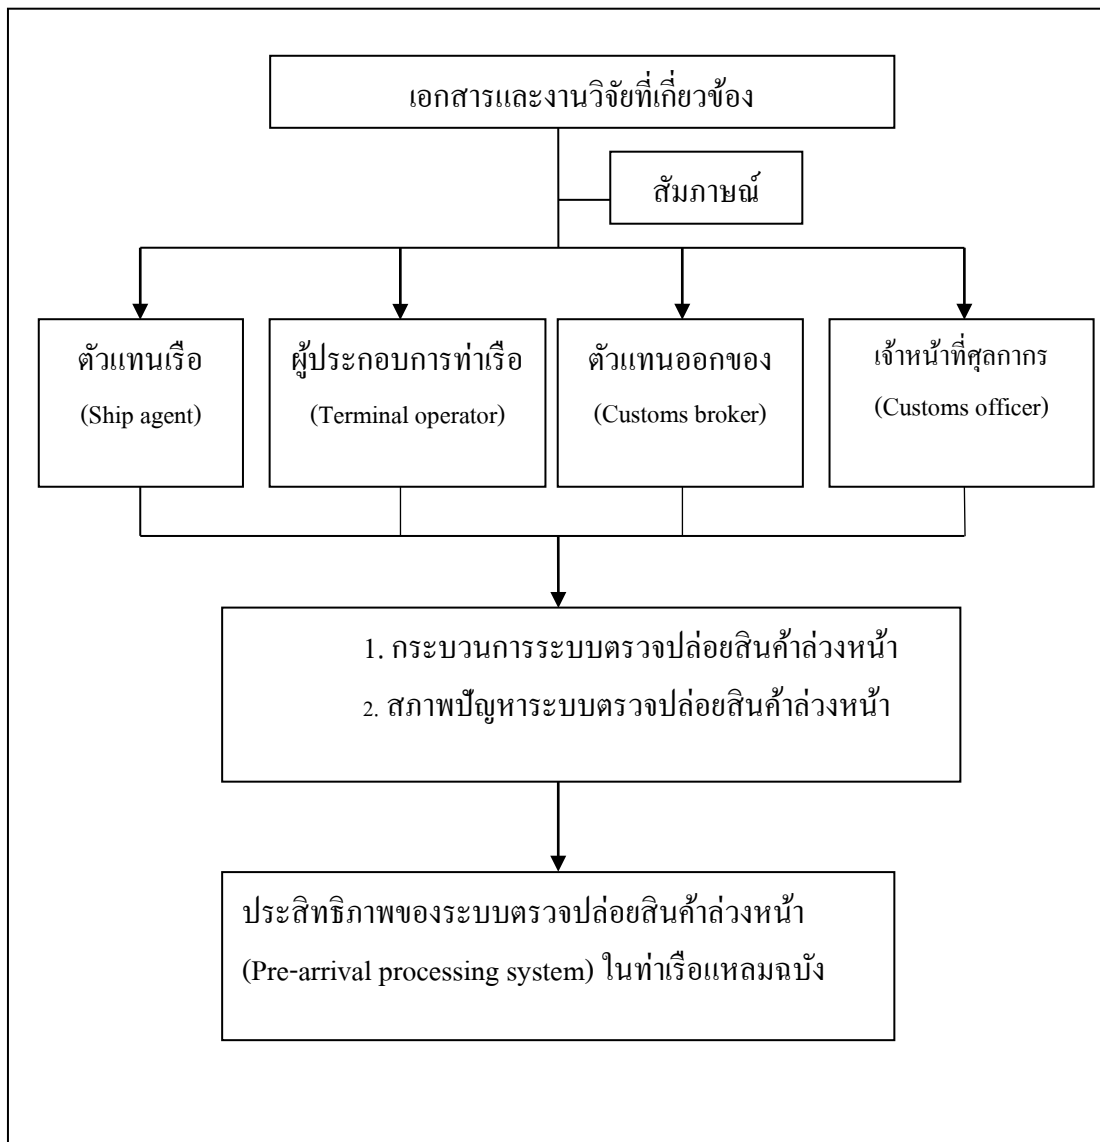 เอกสารและงานวิจัยที่เกี่ยวข้อง
สัมภาษณ์
ตัวแทนเรือ
(Ship agent)
ผู้ประกอบการท่าเรือ
(Terminal operator)
ตัวแทนออกของ
(Customs broker)
เจ้าหน้าที่ศุลกากร
(Customs officer)
1. กระบวนการระบบตรวจปล่อยสินค้าล่วงหน้า
2. สภาพปัญหาระบบตรวจปล่อยสินค้าล่วงหน้า
ประสิทธิภาพของระบบตรวจปล่อยสินค้าล่วงหน้า
(Pre-arrival processing system) ในท่าเรือแหลมฉบัง